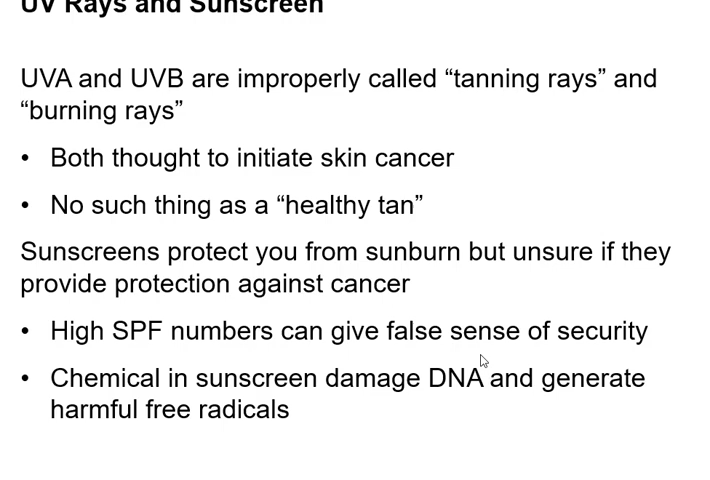 UV Rays and Sunscreen
UVA and UVB are improperly called “tanning rays” and
“burning rays”
• Both thought to initiate skin cancer
• No such thing as a “healthy tan”
Sunscreens protect you from sunburn but unsure if they
provide protection against cancer
• High SPF numbers can give false sense of security
• Chemical in sunscreen damage DNA and generate
harmful free radicals